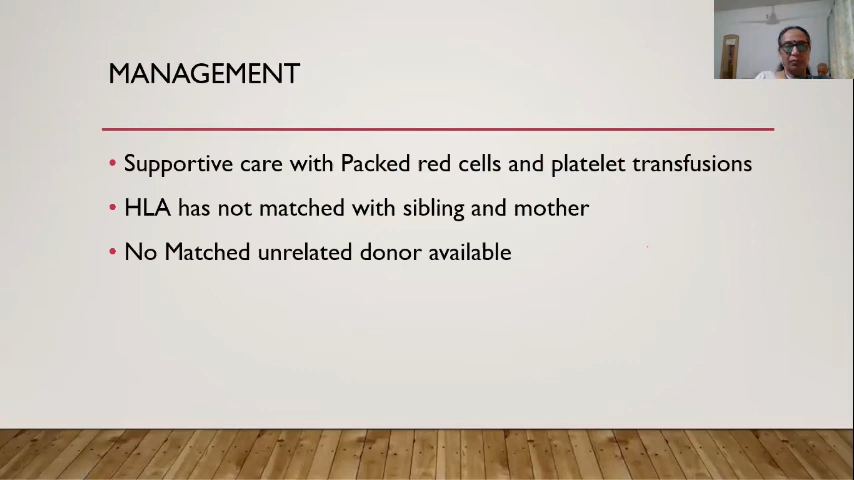 MANAGEMENT
• Supportive care with Packed red cells and platelet transfusions
• HLA has not matched with sibling and mother
• No Matched unrelated donor available